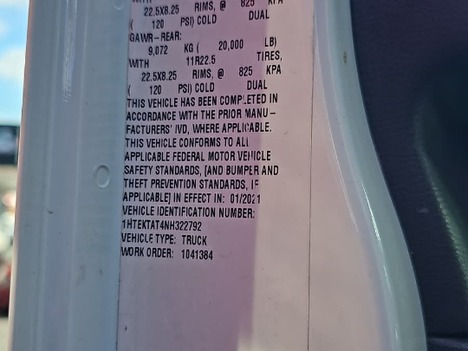 WITH
22.5X8.25 RIMS, @ 825 KPA
( 120 PSI) COLD DUAL
GAWR-REAR:
9,072 KG ( 20,000 LB)
WITH 11R22.5 TIRES,
22.5X8.25 RIMS, @ 825 KPA
( 120 PSI) COLD DUAL
THIS VEHICLE HAS BEEN COMPLETED IN
ACCORDANCE WITH THE PRIOR MANU-
FACTURERS' IVD, WHERE APPLICABLE.
THIS VEHICLE CONFORMS TO ALL
APPLICABLE FEDERAL MOTOR VEHICLE
SAFETY STANDARDS, [AND BUMPER AND
THEFT PREVENTION STANDARDS, IF
APPLICABLE] IN EFFECT IN: 01/2021
VEHICLE IDENTIFICATION NUMBER:
1HTEKTAT4NH322792
VEHICLE TYPE: TRUCK
WORK ORDER: 1041384